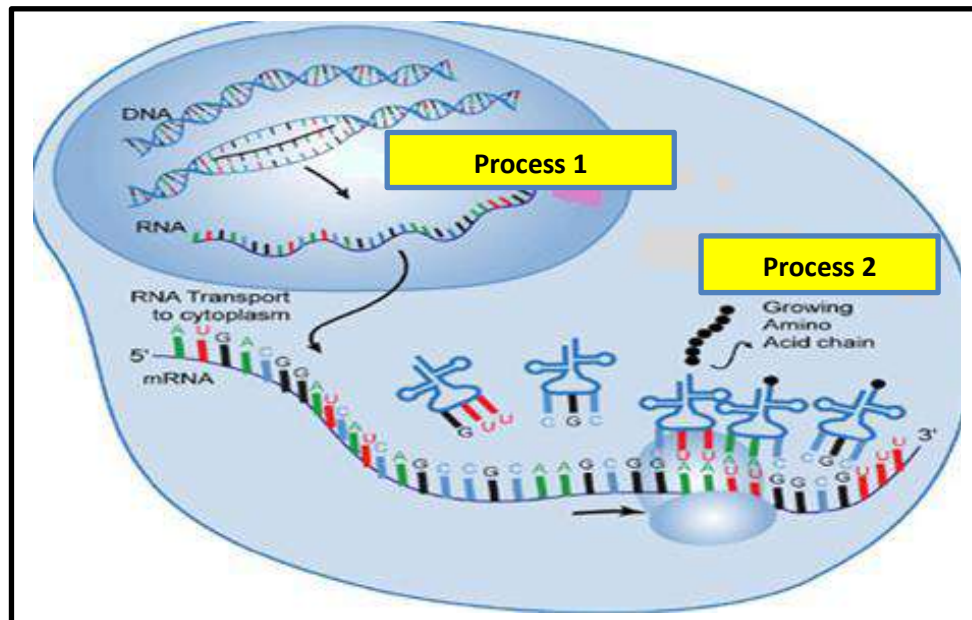 DNA
Process 1
RNA
Process 2
RNA Transport
to cytoplasm
Growing
Amino
Acid chain
5'
A U G A C G G A U C A U C A G C C G C A A G C G G A A U U G G C G U U U
mRNA
3'
G U U
C G C
U U A A C
C G C